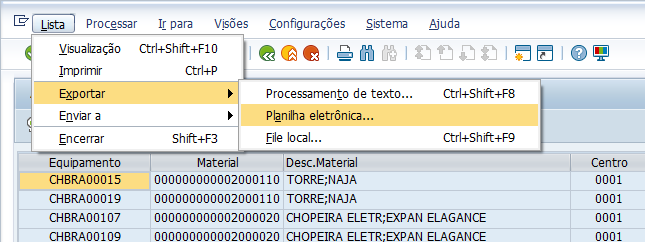 Lista Processar Ir para Visões Configurações Sistema Ajuda
Visualização Ctrl+Shift+F10
Imprimir Ctrl+P
Exportar
Processamento de texto... Ctrl+Shift+F8
Enviar a
Planilha eletrônica...
Encerrar Shift+F3
File local... Ctrl+Shift+F9
Equipamento Material Desc.Material Centro
CHBRA00015 000000000002000110 TORRE;NAJA 0001
CHBRA00019 000000000002000110 TORRE;NAJA 0001
CHBRA00107 000000000002000020 CHOPEIRA ELETR;EXPAN ELAGANCE 0001
CHBRA00109 000000000002000020 CHOPEIRA ELETR;EXPAN ELAGANCE 0001